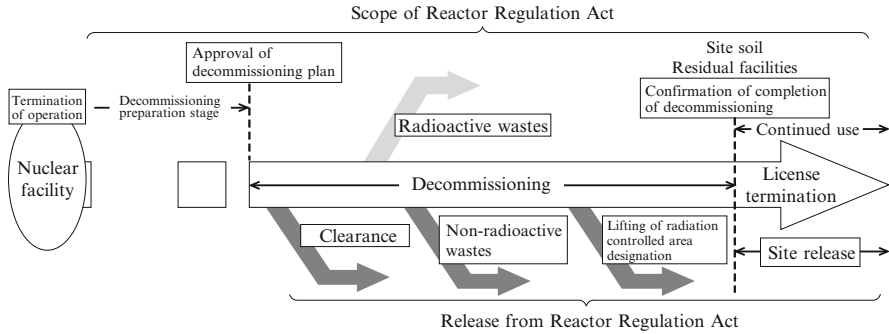 Scope of Reactor Regulation Act
Approval of
decommissioning plan
Site soil
Residual facilities
Termination
of operation
Decommissioning
preparation stage
Confirmation of completion
of decommissioning
Radioactive wastes
Continued use
Nuclear
facility
Decommissioning
License
termination
Clearance
Non-radioactive
wastes
Lifting of radiation
controlled area
designation
Site release
Release from Reactor Regulation Act